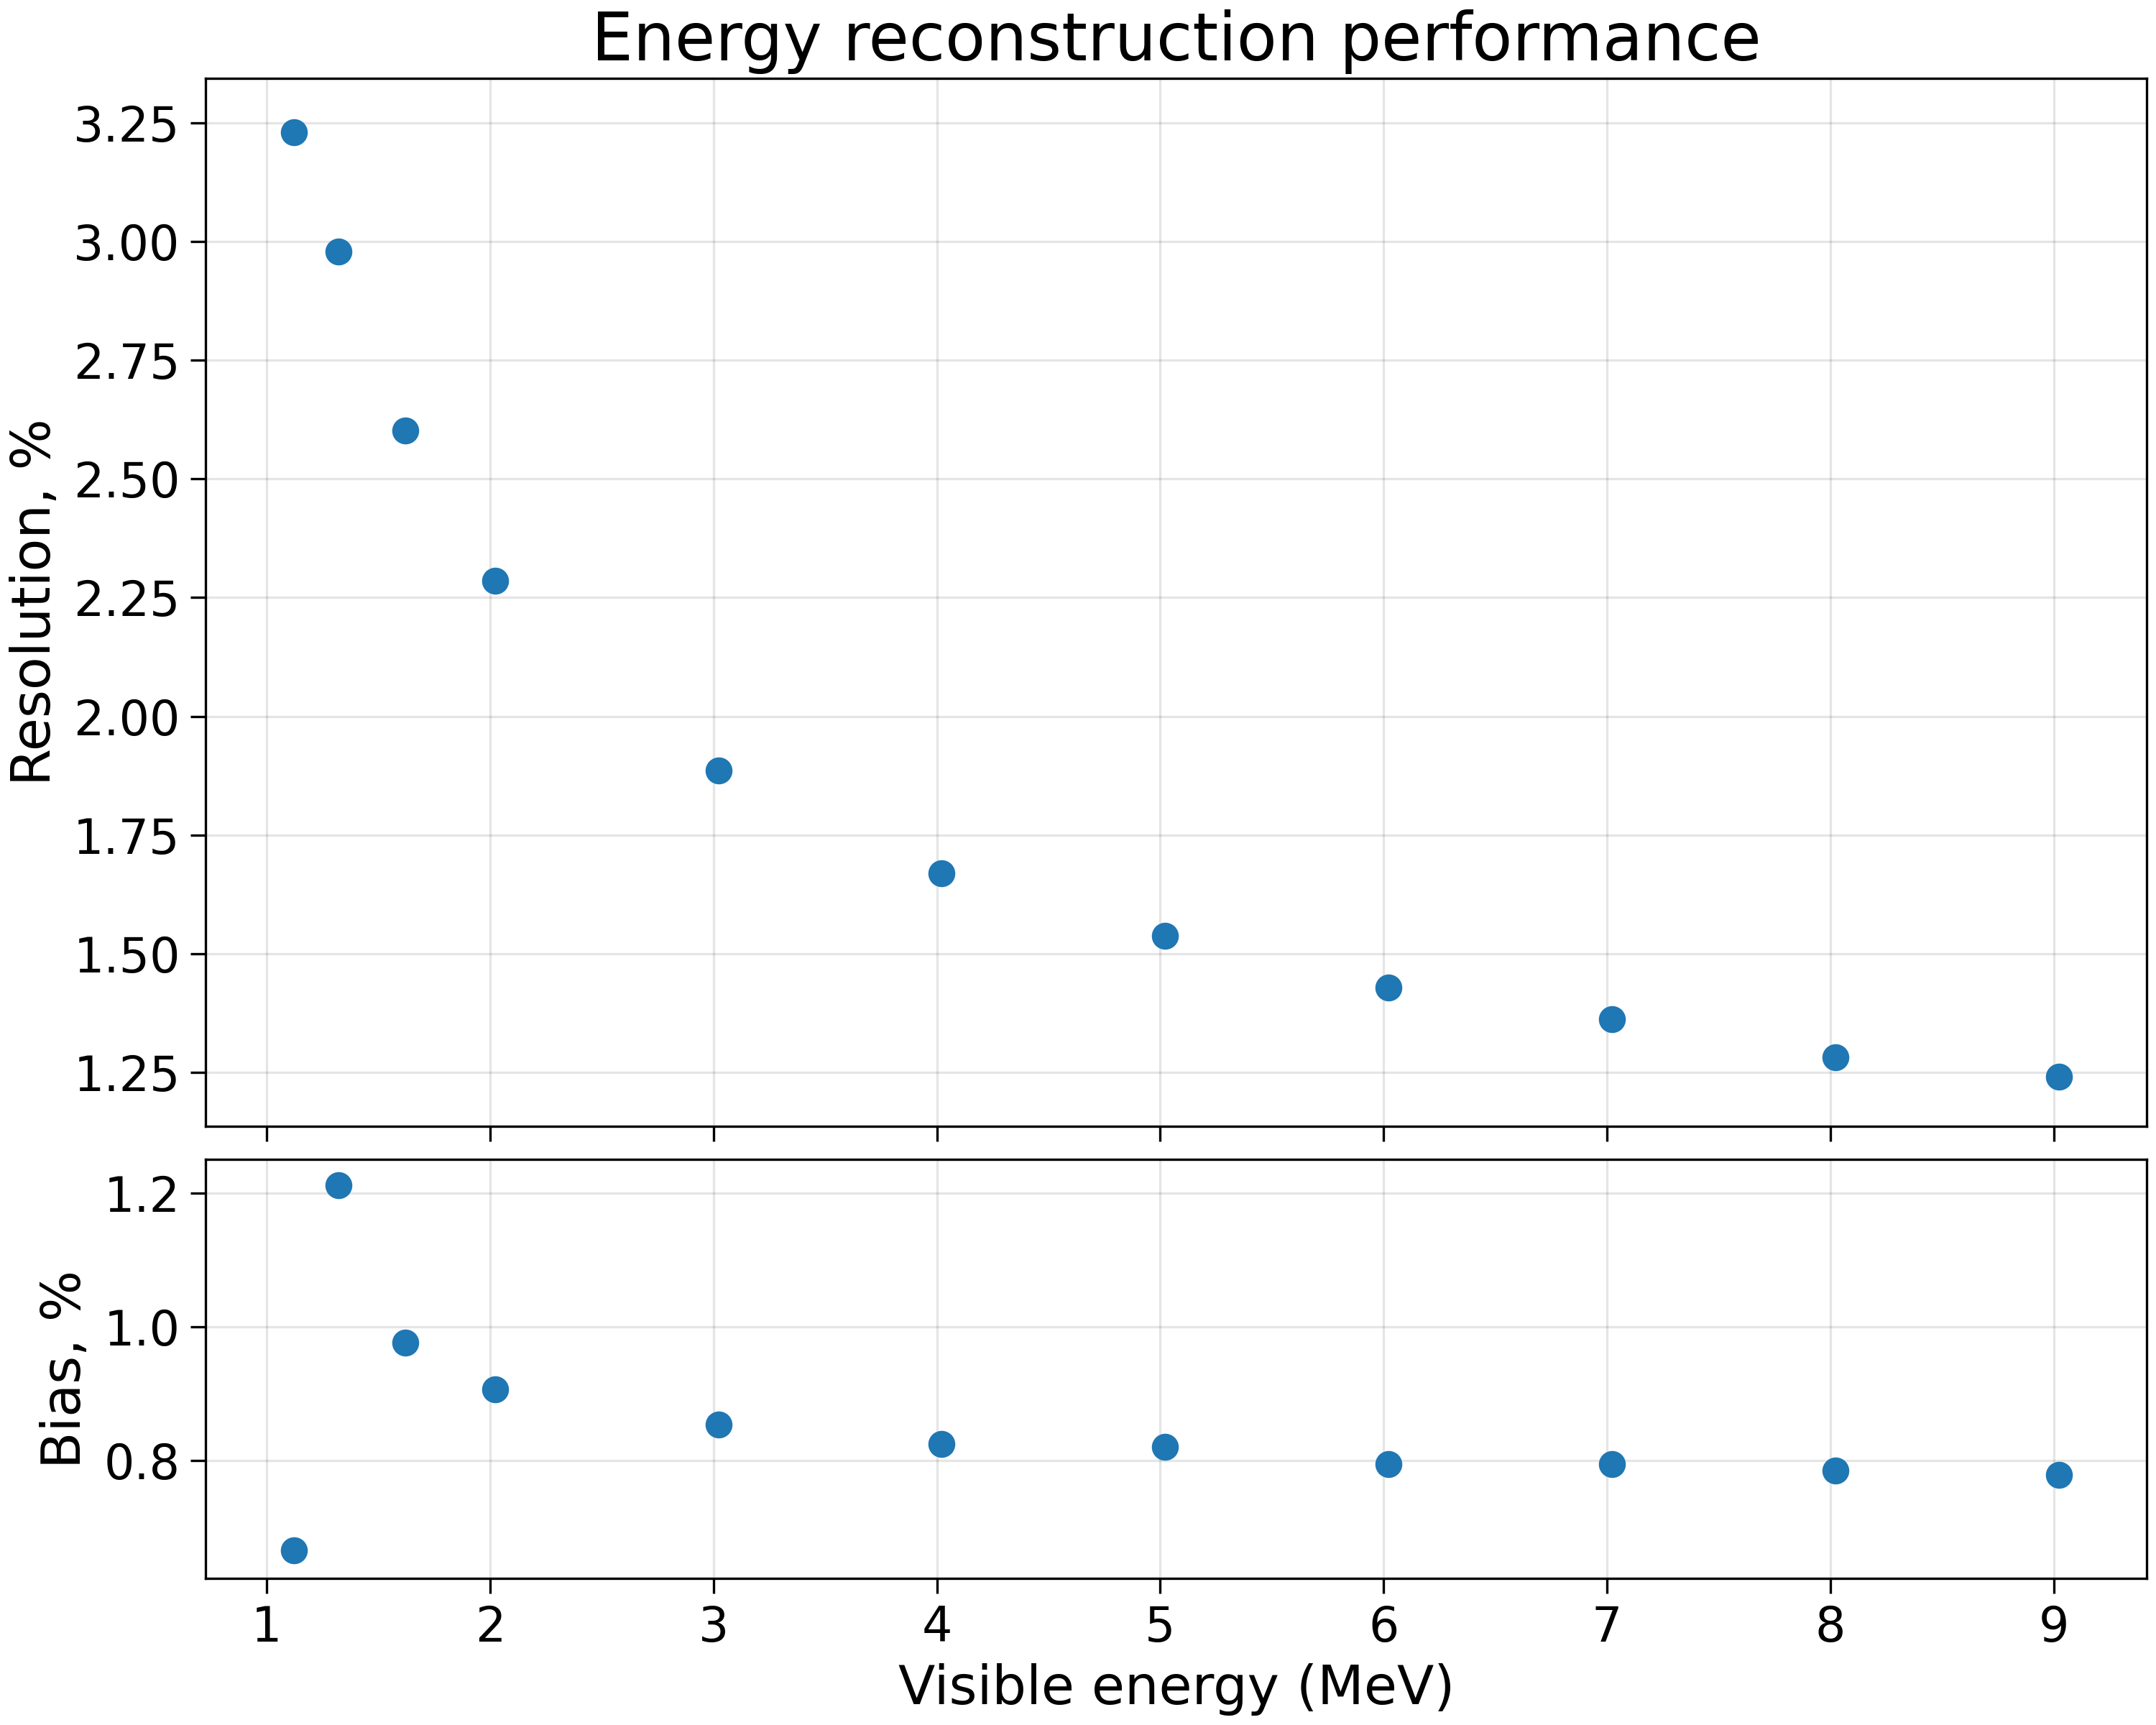 Energy reconstruction performance
Resolution, %
3.25
3.00
2.75
2.50
2.25
2.00
1.75
1.50
1.25
Bias, %
1.2
1.0
0.8
1 2 3 4 5 6 7 8 9
Visible energy (MeV)